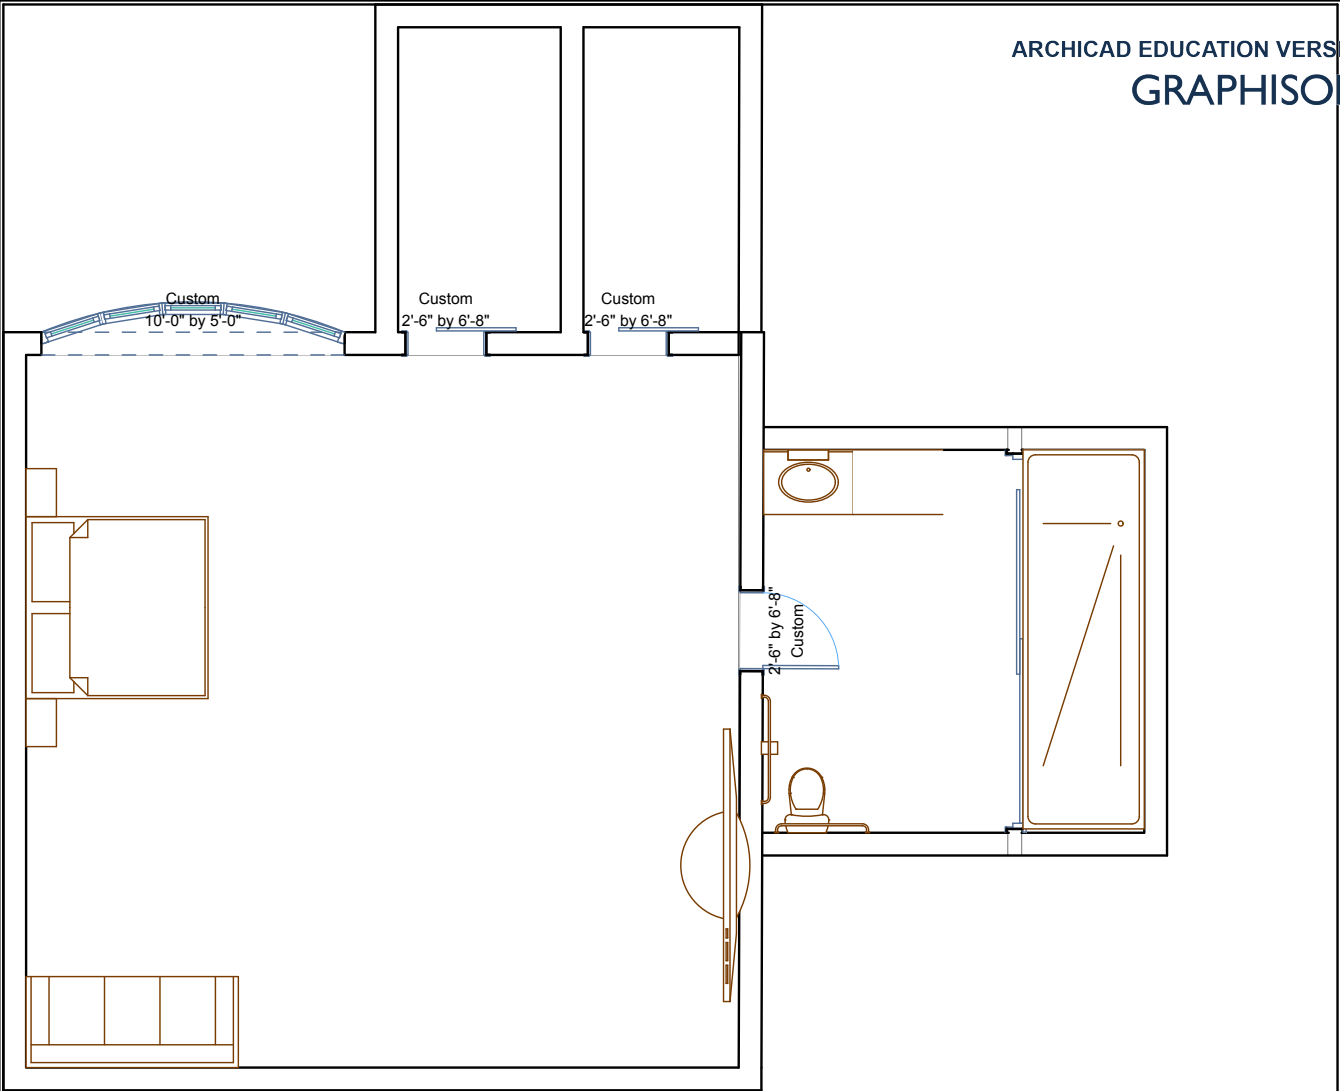 ARCHICAD EDUCATION VERSI
GRAPHISO
Custom
10'-0" by 5'-0"
Custom
2'-6" by 6'-8"
Custom
2'-6" by 6'-8"
2'-6" by 6'-8"
Custom